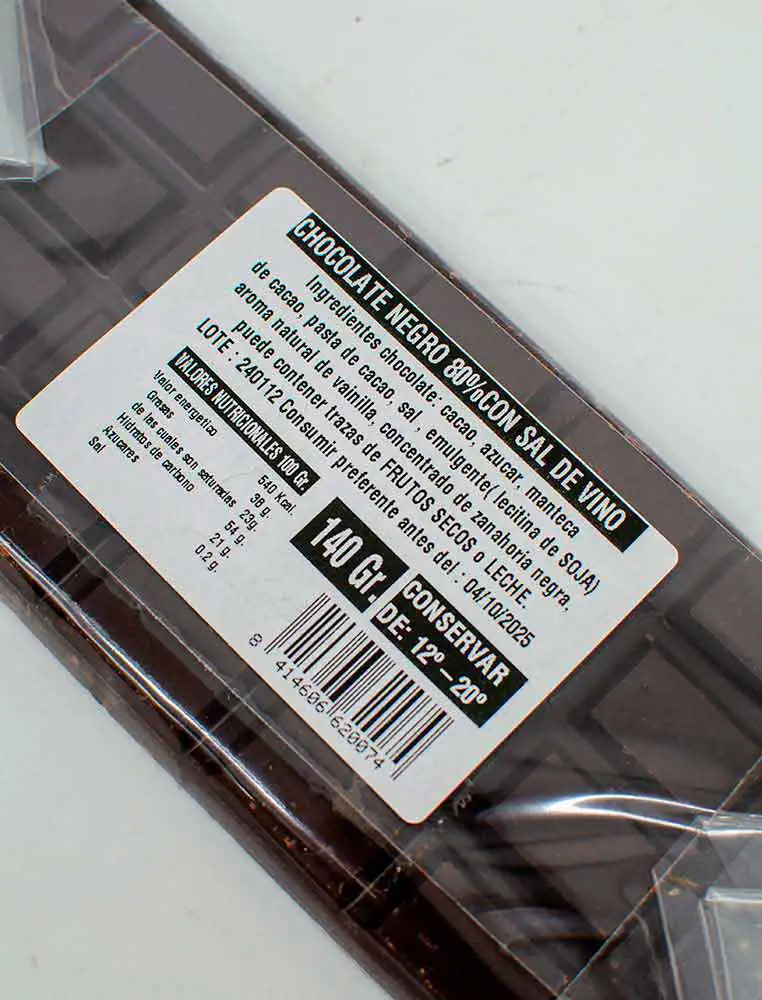 CHOCOLATE NEGRO 80%CON SAL DE VINO
Ingredientes chocolate: cacao, azucar, manteca
de cacao, pasta de cacao, sal, emulgente( lecitina de SOJA)
aroma natural de vainilla, concentrado de zanahoria negra,
puede contener trazas de FRUTOS SECOS o LECHE.
LOTE : 240112 Consumir preferente antes del : 04/10/2025
VALORES NUTRICIONALES 100 Gr.
Valor energetico 540 Kcal.
Grasas 38 g.
de las cuales son saturadas 23g.
Hidratos de carbono 54 g.
Azucares 21 g.
Sal 0.2 g.
140 Gr.
CONSERVAR
DE: 12º - 20º
8 414606 620074